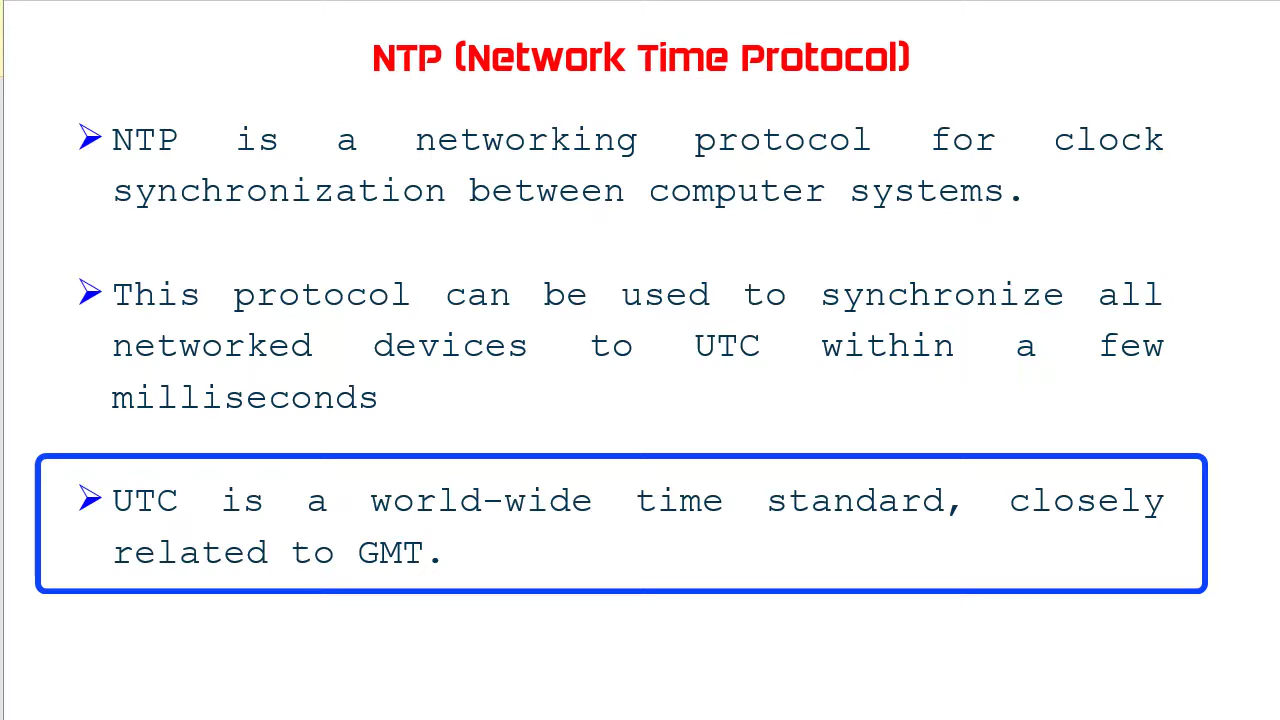 NTP (Network Time Protocol)
NTP is a networking protocol for clock
synchronization between computer systems.
This protocol can be used to synchronize all
networked devices to UTC within a few
milliseconds
UTC is a world-wide time standard, closely
related to GMT.